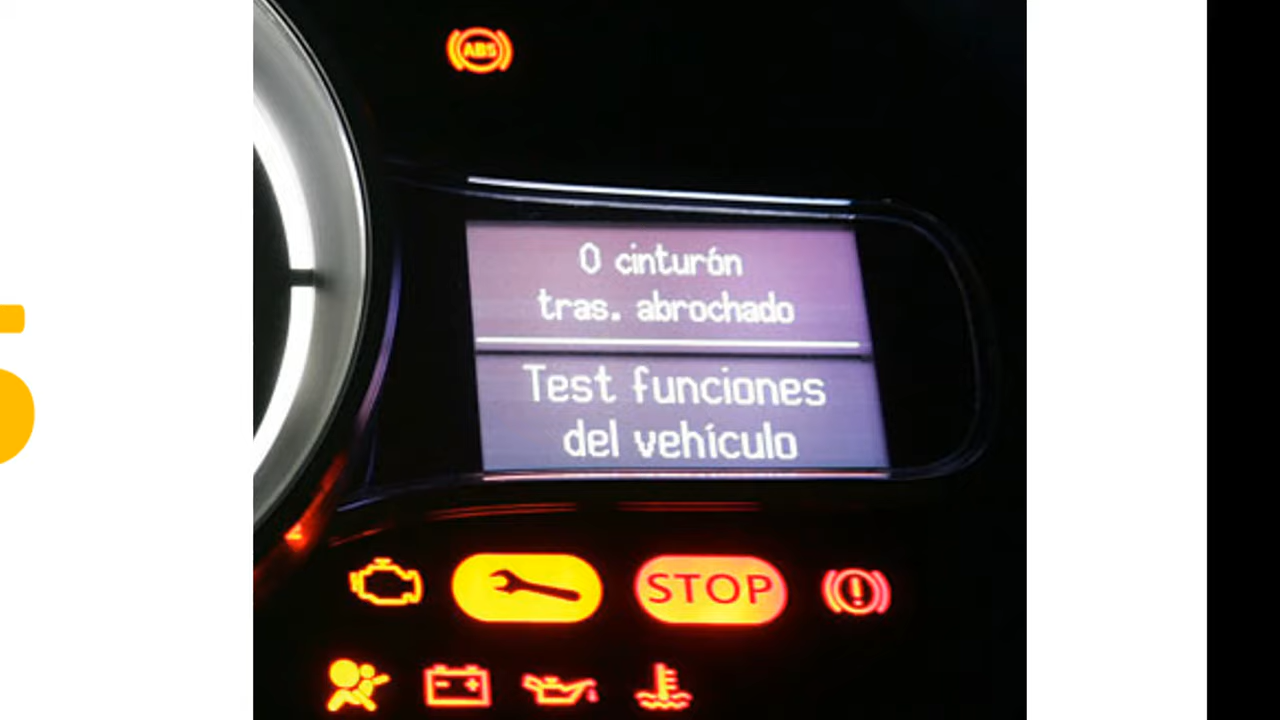 ABS
0 cinturón
tras. abrochado
Test funciones
del vehículo
STOP